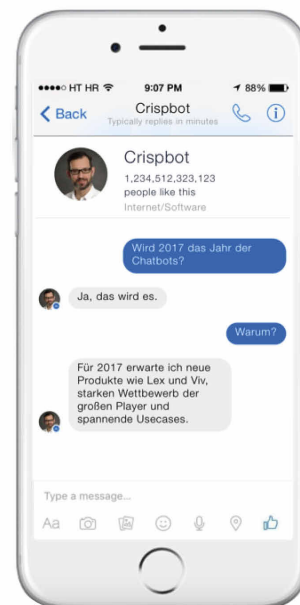 HT HR 9:07 PM 88%
Back Crispbot
Typically replies in minutes
Crispbot
1,234,512,323,123
people like this
Internet/Software
Wird 2017 das Jahr der
Chatbots?
Ja, das wird es.
Warum?
Für 2017 erwarte ich neue
Produkte wie Lex und Viv,
starken Wettbewerb der
großen Player und
spannende Usecases.
Type a message...
Aa